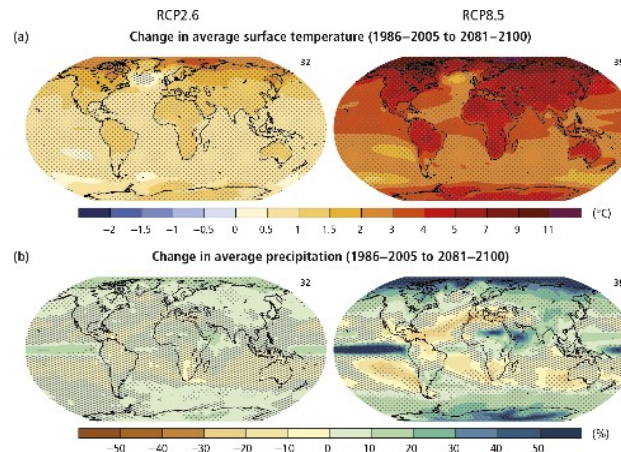 RCP2.6 RCP8.5
(a) Change in average surface temperature (1986–2005 to 2081–2100)
32 39
−2 −1.5 −1 −0.5 0 0.5 1 1.5 2 3 4 5 7 9 11 (°C)
(b) Change in average precipitation (1986–2005 to 2081–2100)
32 39
−50 −40 −30 −20 −10 0 10 20 30 40 50 (%)